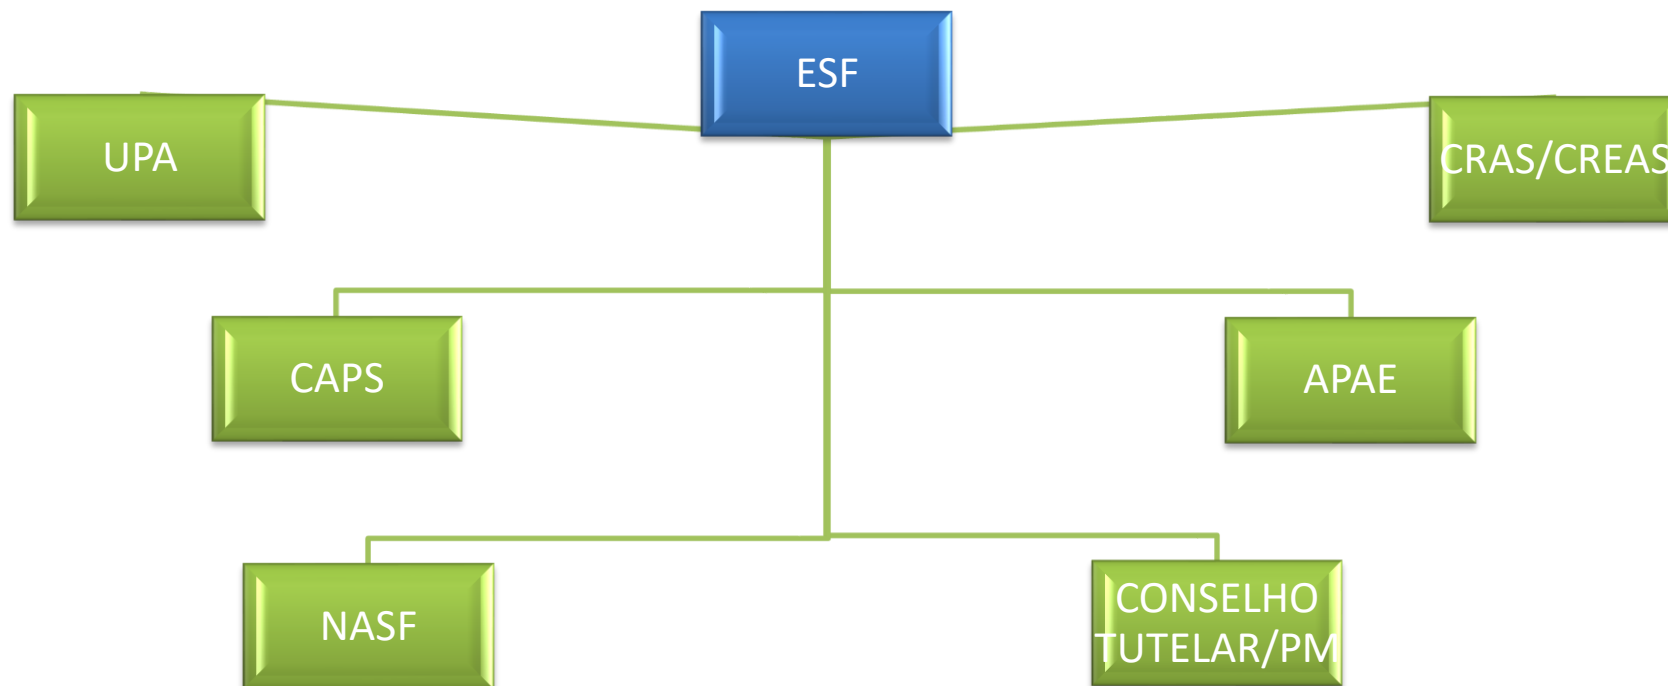 ESF
UPA
CRAS/CREAS
CAPS
APAE
NASF
CONSELHO
TUTELAR/PM